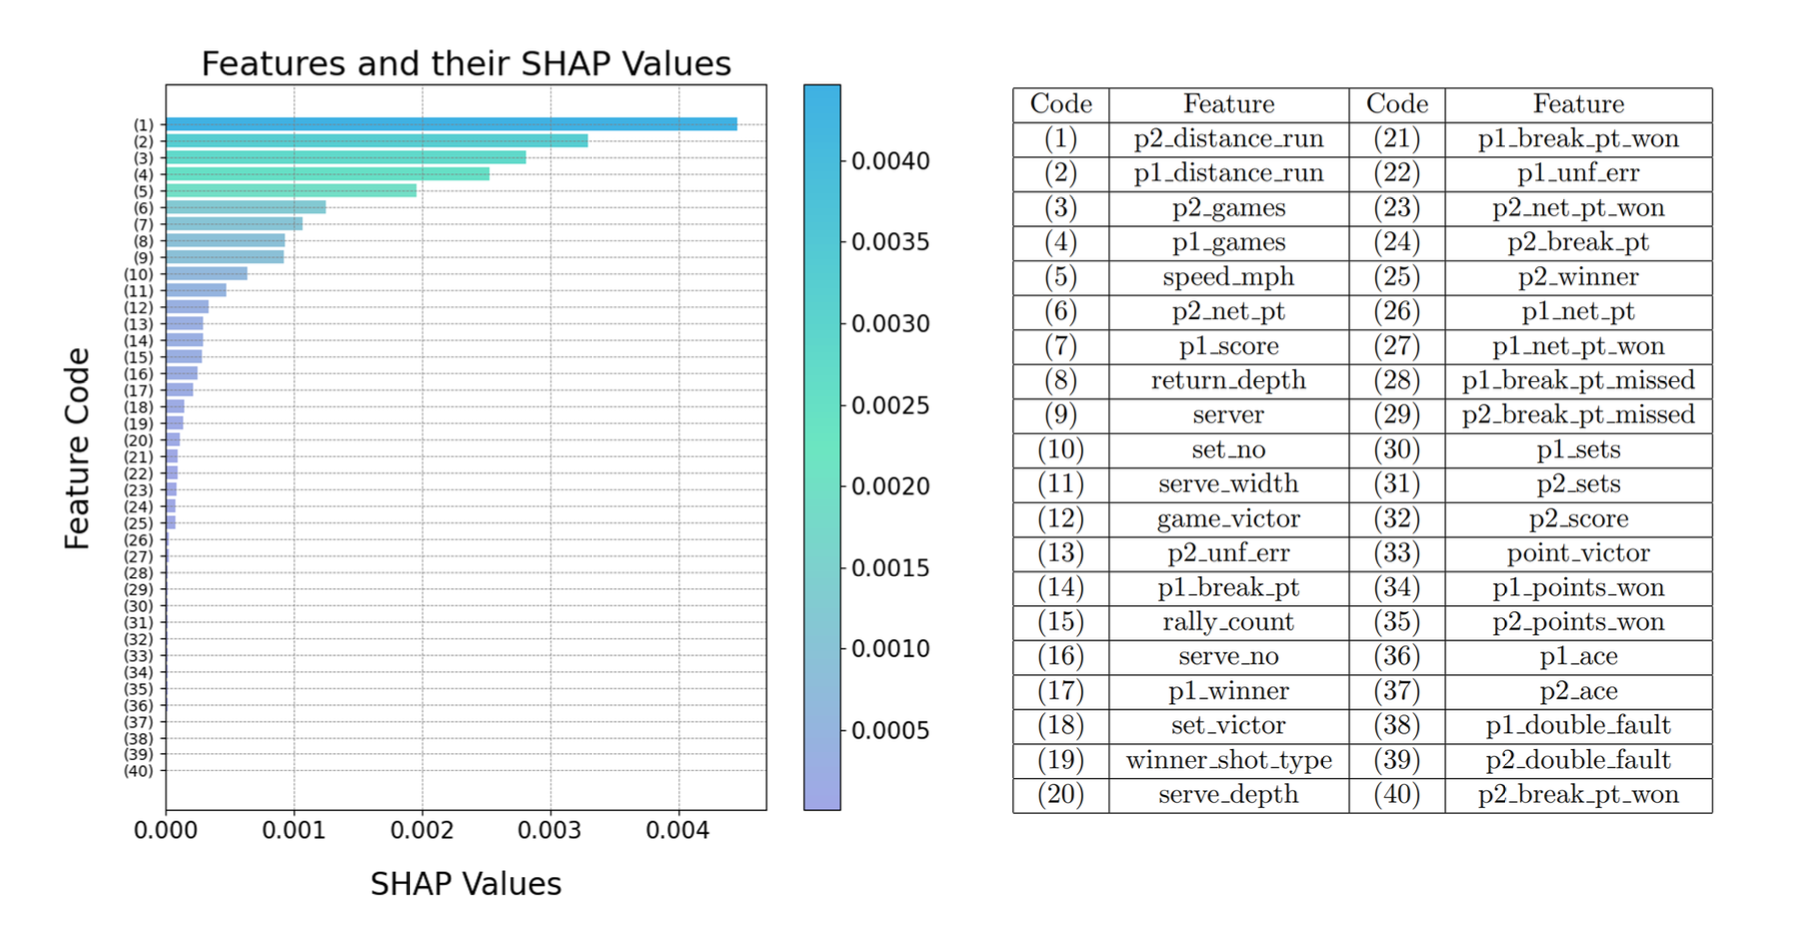 Features and their SHAP Values
Feature Code
(1)
(2)
(3)
(4)
(5)
(6)
(7)
(8)
(9)
(10)
(11)
(12)
(13)
(14)
(15)
(16)
(17)
(18)
(19)
(20)
(21)
(22)
(23)
(24)
(25)
(26)
(27)
(28)
(29)
(30)
(31)
(32)
(33)
(34)
(35)
(36)
(37)
(38)
(39)
(40)
0.000 0.001 0.002 0.003 0.004
SHAP Values
0.0040
0.0035
0.0030
0.0025
0.0020
0.0015
0.0010
0.0005
Code Feature Code Feature
(1) p2_distance_run (21) p1_break_pt_won
(2) p1_distance_run (22) p1_unf_err
(3) p2_games (23) p2_net_pt_won
(4) p1_games (24) p2_break_pt
(5) speed_mph (25) p2_winner
(6) p2_net_pt (26) p1_net_pt
(7) p1_score (27) p1_net_pt_won
(8) return_depth (28) p1_break_pt_missed
(9) server (29) p2_break_pt_missed
(10) set_no (30) p1_sets
(11) serve_width (31) p2_sets
(12) game_victor (32) p2_score
(13) p2_unf_err (33) point_victor
(14) p1_break_pt (34) p1_points_won
(15) rally_count (35) p2_points_won
(16) serve_no (36) p1_ace
(17) p1_winner (37) p2_ace
(18) set_victor (38) p1_double_fault
(19) winner_shot_type (39) p2_double_fault
(20) serve_depth (40) p2_break_pt_won